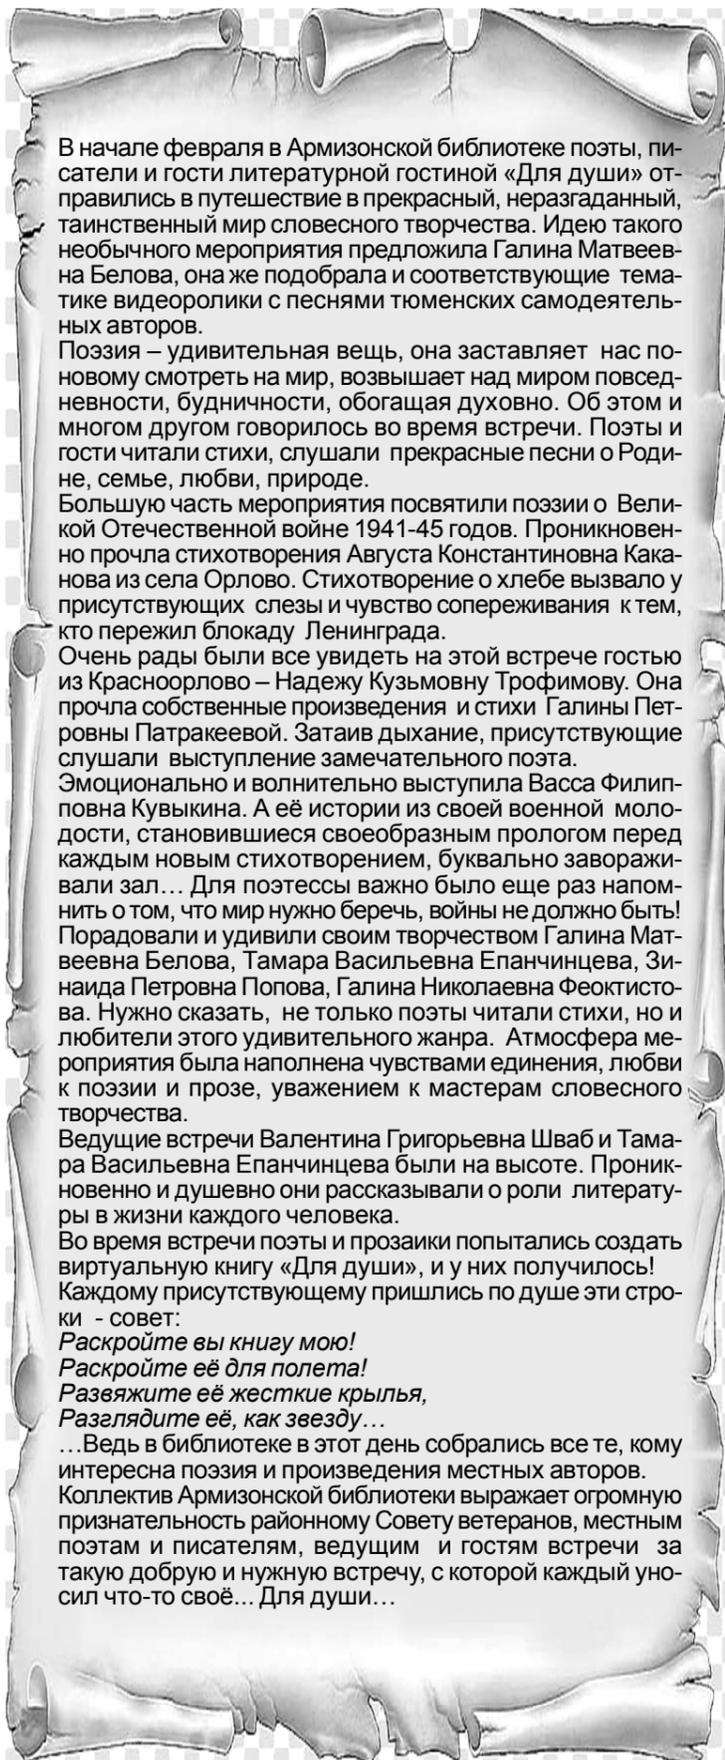 В начале февраля в Армизонской библиотеке поэты, пи-
сатели и гости литературной гостиной «Для души» от-
правились в путешествие в прекрасный, неразгаданный,
таинственный мир словесного творчества. Идею такого
необычного мероприятия предложила Галина Матвеев-
на Белова, она же подобрала и соответствующие тема-
тике видеоролики с песнями тюменских самодеятель-
ных авторов.
Поэзия – удивительная вещь, она заставляет нас по-
новому смотреть на мир, возвышает над миром повсед-
невности, будничности, обогащая духовно. Об этом и
многом другом говорилось во время встречи. Поэты и
гости читали стихи, слушали прекрасные песни о Роди-
не, семье, любви, природе.
Большую часть мероприятия посвятили поэзии о Вели-
кой Отечественной войне 1941-45 годов. Проникновен-
но прочла стихотворения Августа Константиновна Кака-
нова из села Орлово. Стихотворение о хлебе вызвало у
присутствующих слезы и чувство сопереживания к тем,
кто пережил блокаду Ленинграда.
Очень рады были все увидеть на этой встрече гостью
из Красноорлово – Надежу Кузьмовну Трофимову. Она
прочла собственные произведения и стихи Галины Пет-
ровны Патракеевой. Затаив дыхание, присутствующие
слушали выступление замечательного поэта.
Эмоционально и волнительно выступила Васса Филип-
повна Кувыкина. А её истории из своей военной моло-
дости, становившиеся своеобразным прологом перед
каждым новым стихотворением, буквально заворажи-
вали зал… Для поэтессы важно было еще раз напом-
нить о том, что мир нужно беречь, войны не должно быть!
Порадовали и удивили своим творчеством Галина Мат-
веевна Белова, Тамара Васильевна Епанчинцева, Зи-
наида Петровна Попова, Галина Николаевна Феоктисто-
ва. Нужно сказать, не только поэты читали стихи, но и
любители этого удивительного жанра. Атмосфера ме-
роприятия была наполнена чувствами единения, любви
к поэзии и прозе, уважением к мастерам словесного
творчества.
Ведущие встречи Валентина Григорьевна Шваб и Тама-
ра Васильевна Епанчинцева были на высоте. Проник-
новенно и душевно они рассказывали о роли литерату-
ры в жизни каждого человека.
Во время встречи поэты и прозаики попытались создать
виртуальную книгу «Для души», и у них получилось!
Каждому присутствующему пришлись по душе эти стро-
ки - совет:
Раскройте вы книгу мою!
Раскройте её для полета!
Развяжите её жесткие крылья,
Разглядите её, как звезду…
…Ведь в библиотеке в этот день собрались все те, кому
интересна поэзия и произведения местных авторов.
Коллектив Армизонской библиотеки выражает огромную
признательность районному Совету ветеранов, местным
поэтам и писателям, ведущим и гостям встречи за
такую добрую и нужную встречу, с которой каждый уно-
сил что-то своё... Для души…